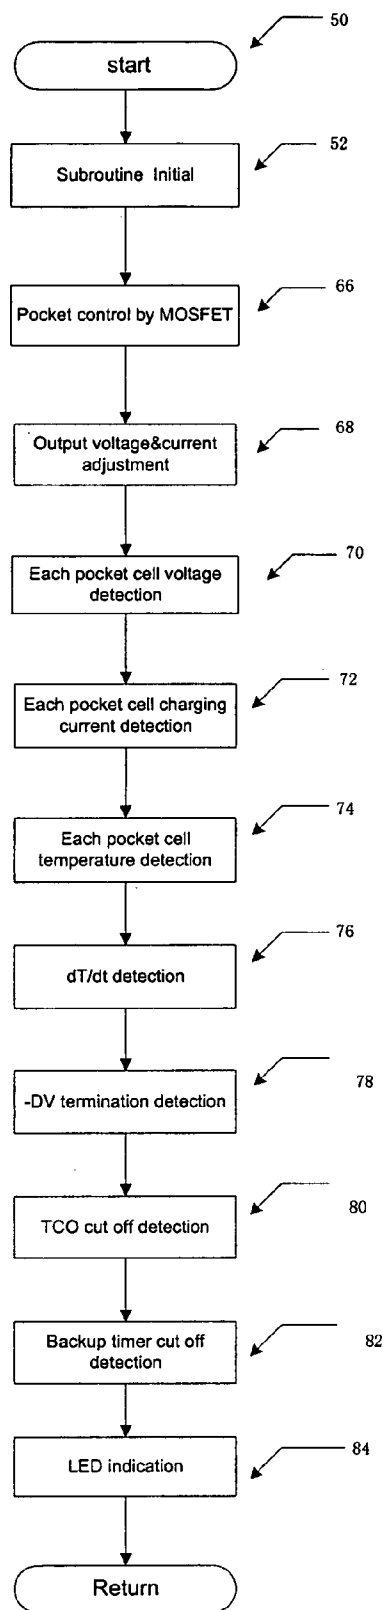 50
start
52
Subroutine Initial
66
Pocket control by MOSFET
68
Output voltage&current
adjustment
70
Each pocket cell voltage
detection
72
Each pocket cell charging
current detection
74
Each pocket cell
temperature detection
76
dT/dt detection
78
-DV termination detection
80
TCO cut off detection
82
Backup timer cut off
detection
84
LED indication
Return